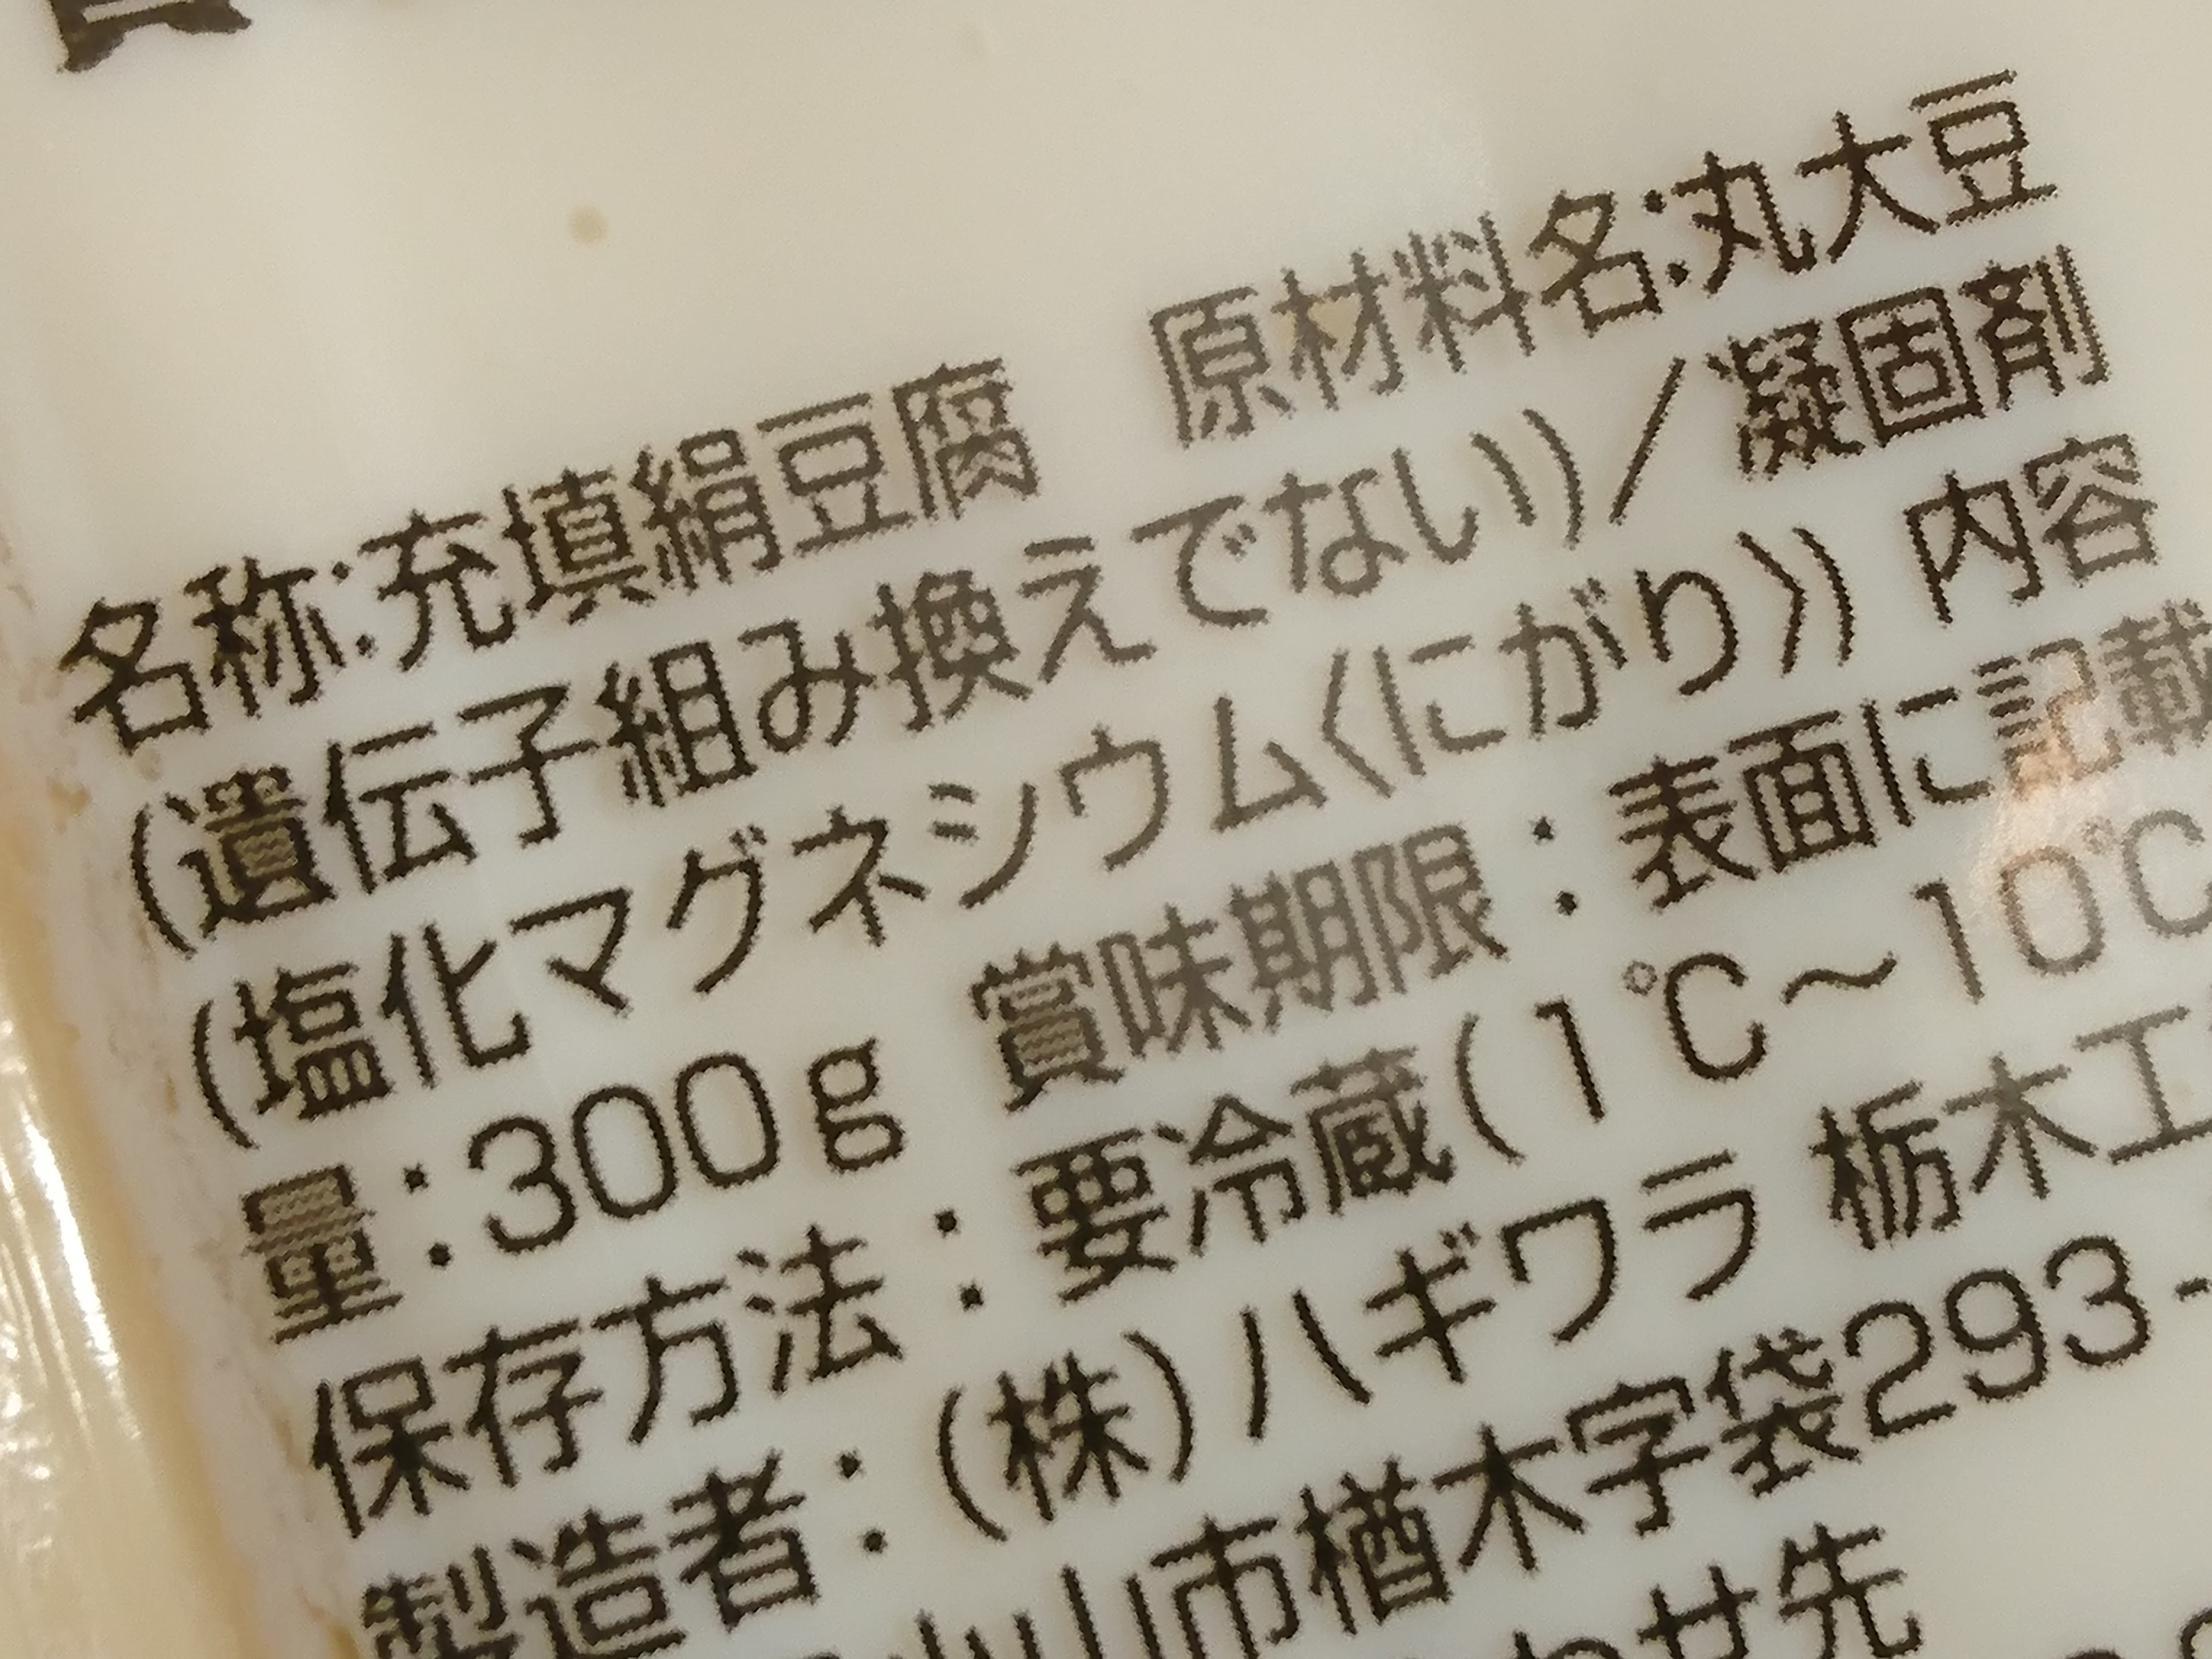 名称:充填絹豆腐　原材料名:丸大豆
(遺伝子組み換えでない))/凝固剤
(塩化マグネシウム〈にがり〉) 内容
量:300g 賞味期限:表面に記載
保存方法:要冷蔵(1℃～10℃
製造者:(株)ハギワラ 栃木工
小山市楢木字袋293-
わせ先